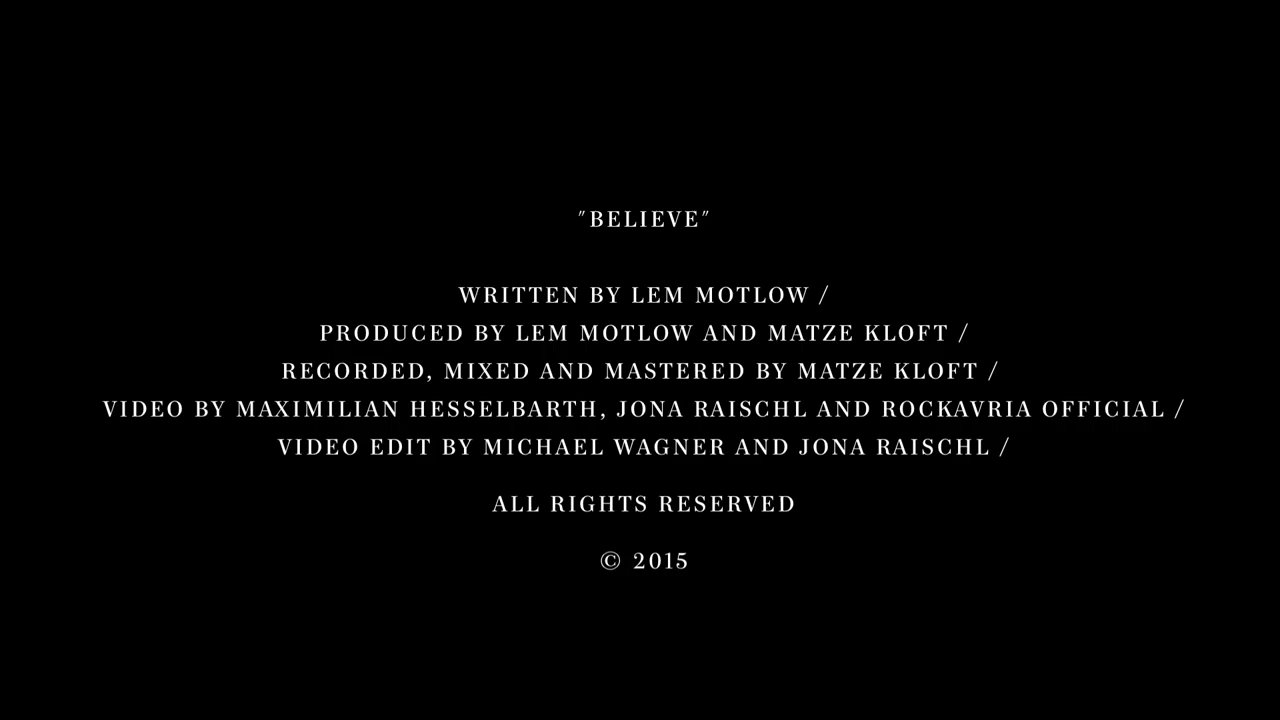 "BELIEVE"
WRITTEN BY LEM MOTLOW /
PRODUCED BY LEM MOTLOW AND MATZE KLOFT /
RECORDED, MIXED AND MASTERED BY MATZE KLOFT /
VIDEO BY MAXIMILIAN HESSELBARTH, JONA RAISCHL AND ROCKAVRIA OFFICIAL /
VIDEO EDIT BY MICHAEL WAGNER AND JONA RAISCHL /
ALL RIGHTS RESERVED
© 2015